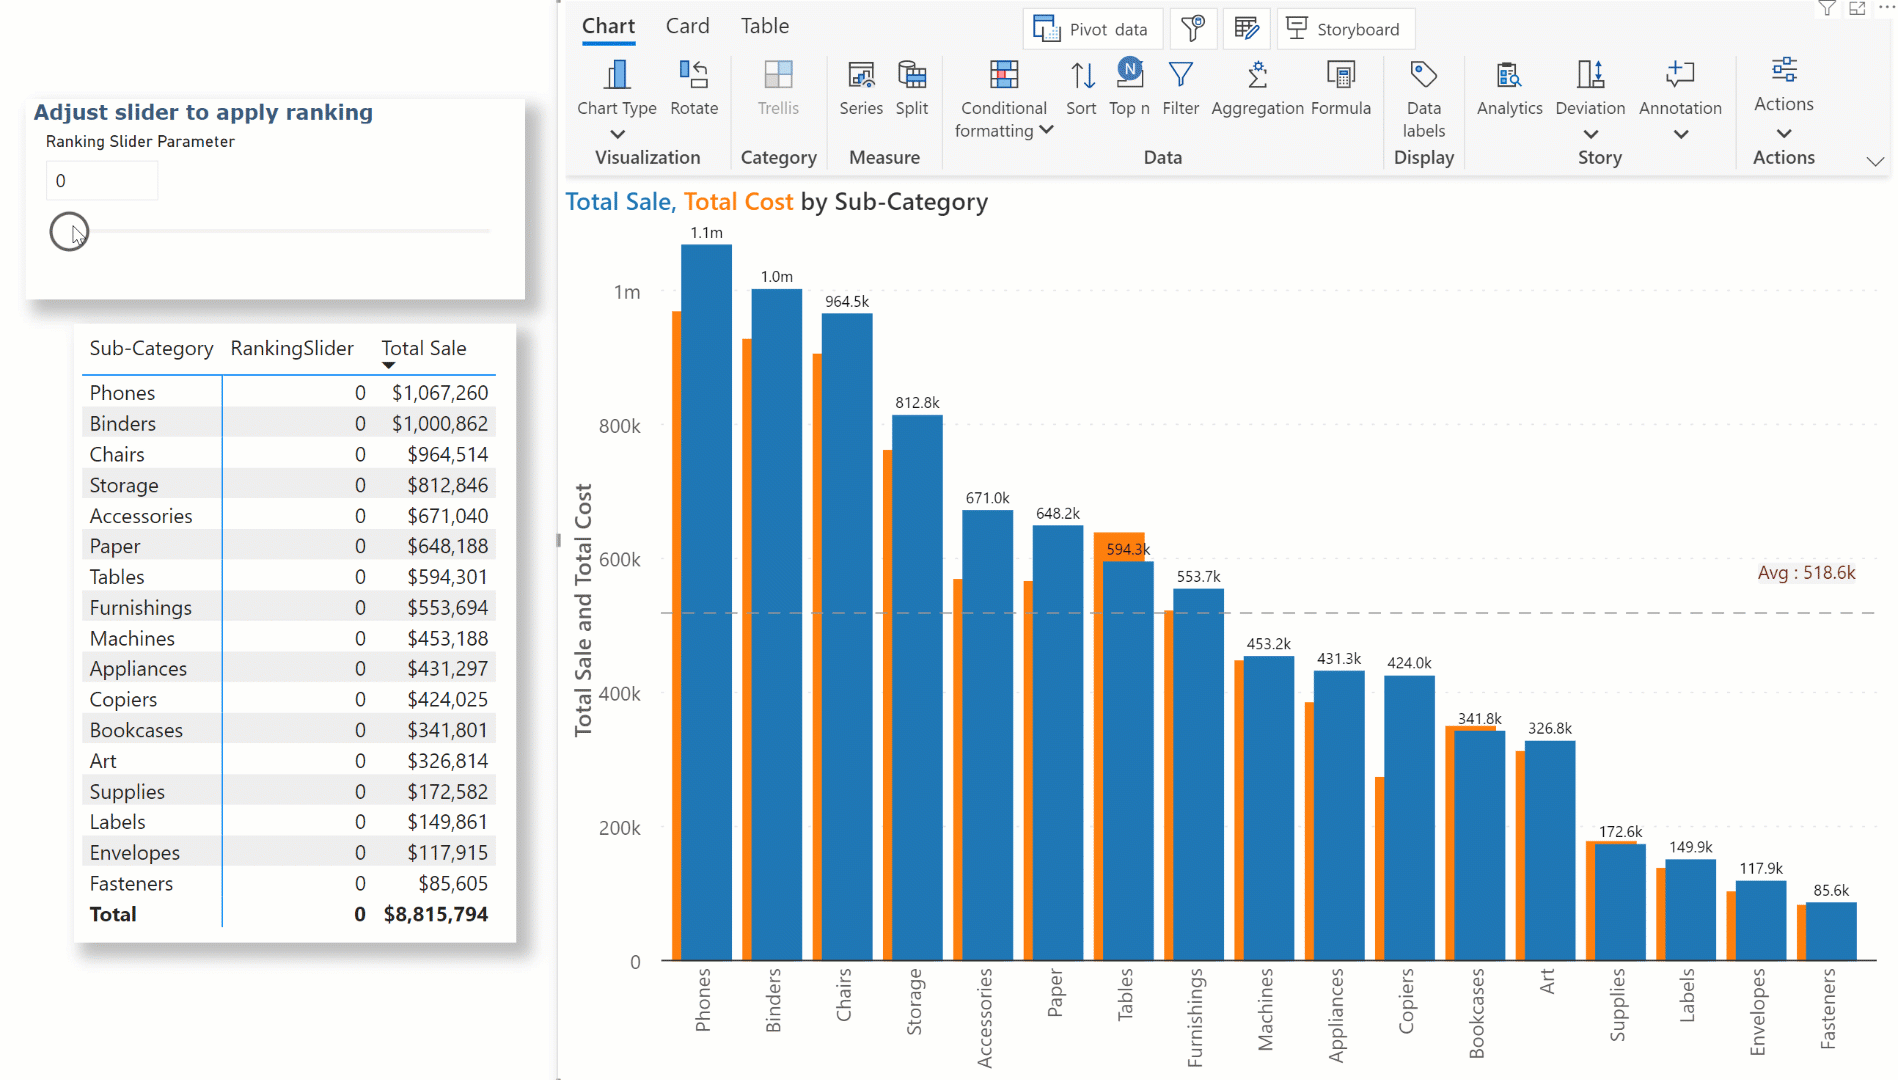 Adjust slider to apply ranking
Ranking Slider Parameter
0
Sub-Category RankingSlider Total Sale
Phones 0 $1,067,260
Binders 0 $1,000,862
Chairs 0 $964,514
Storage 0 $812,846
Accessories 0 $671,040
Paper 0 $648,188
Tables 0 $594,301
Furnishings 0 $553,694
Machines 0 $453,188
Appliances 0 $431,297
Copiers 0 $424,025
Bookcases 0 $341,801
Art 0 $326,814
Supplies 0 $172,582
Labels 0 $149,861
Envelopes 0 $117,915
Fasteners 0 $85,605
Total 0 $8,815,794
Chart Card Table
Pivot data
Storyboard
Chart Type Rotate Trellis Series Split Conditional formatting Sort N Top n Filter Aggregation Formula Data labels Analytics Deviation Annotation Actions
Visualization Category Measure Data Display Story Actions
Total Sale, Total Cost by Sub-Category
Total Sale and Total Cost
1m
800k
600k
400k
200k
0
1.1m
1.0m
964.5k
812.8k
671.0k
648.2k
594.3k
553.7k
453.2k
431.3k
424.0k
341.8k
326.8k
172.6k
149.9k
117.9k
85.6k
Avg : 518.6k
Phones
Binders
Chairs
Storage
Accessories
Paper
Tables
Furnishings
Machines
Appliances
Copiers
Bookcases
Art
Supplies
Labels
Envelopes
Fasteners